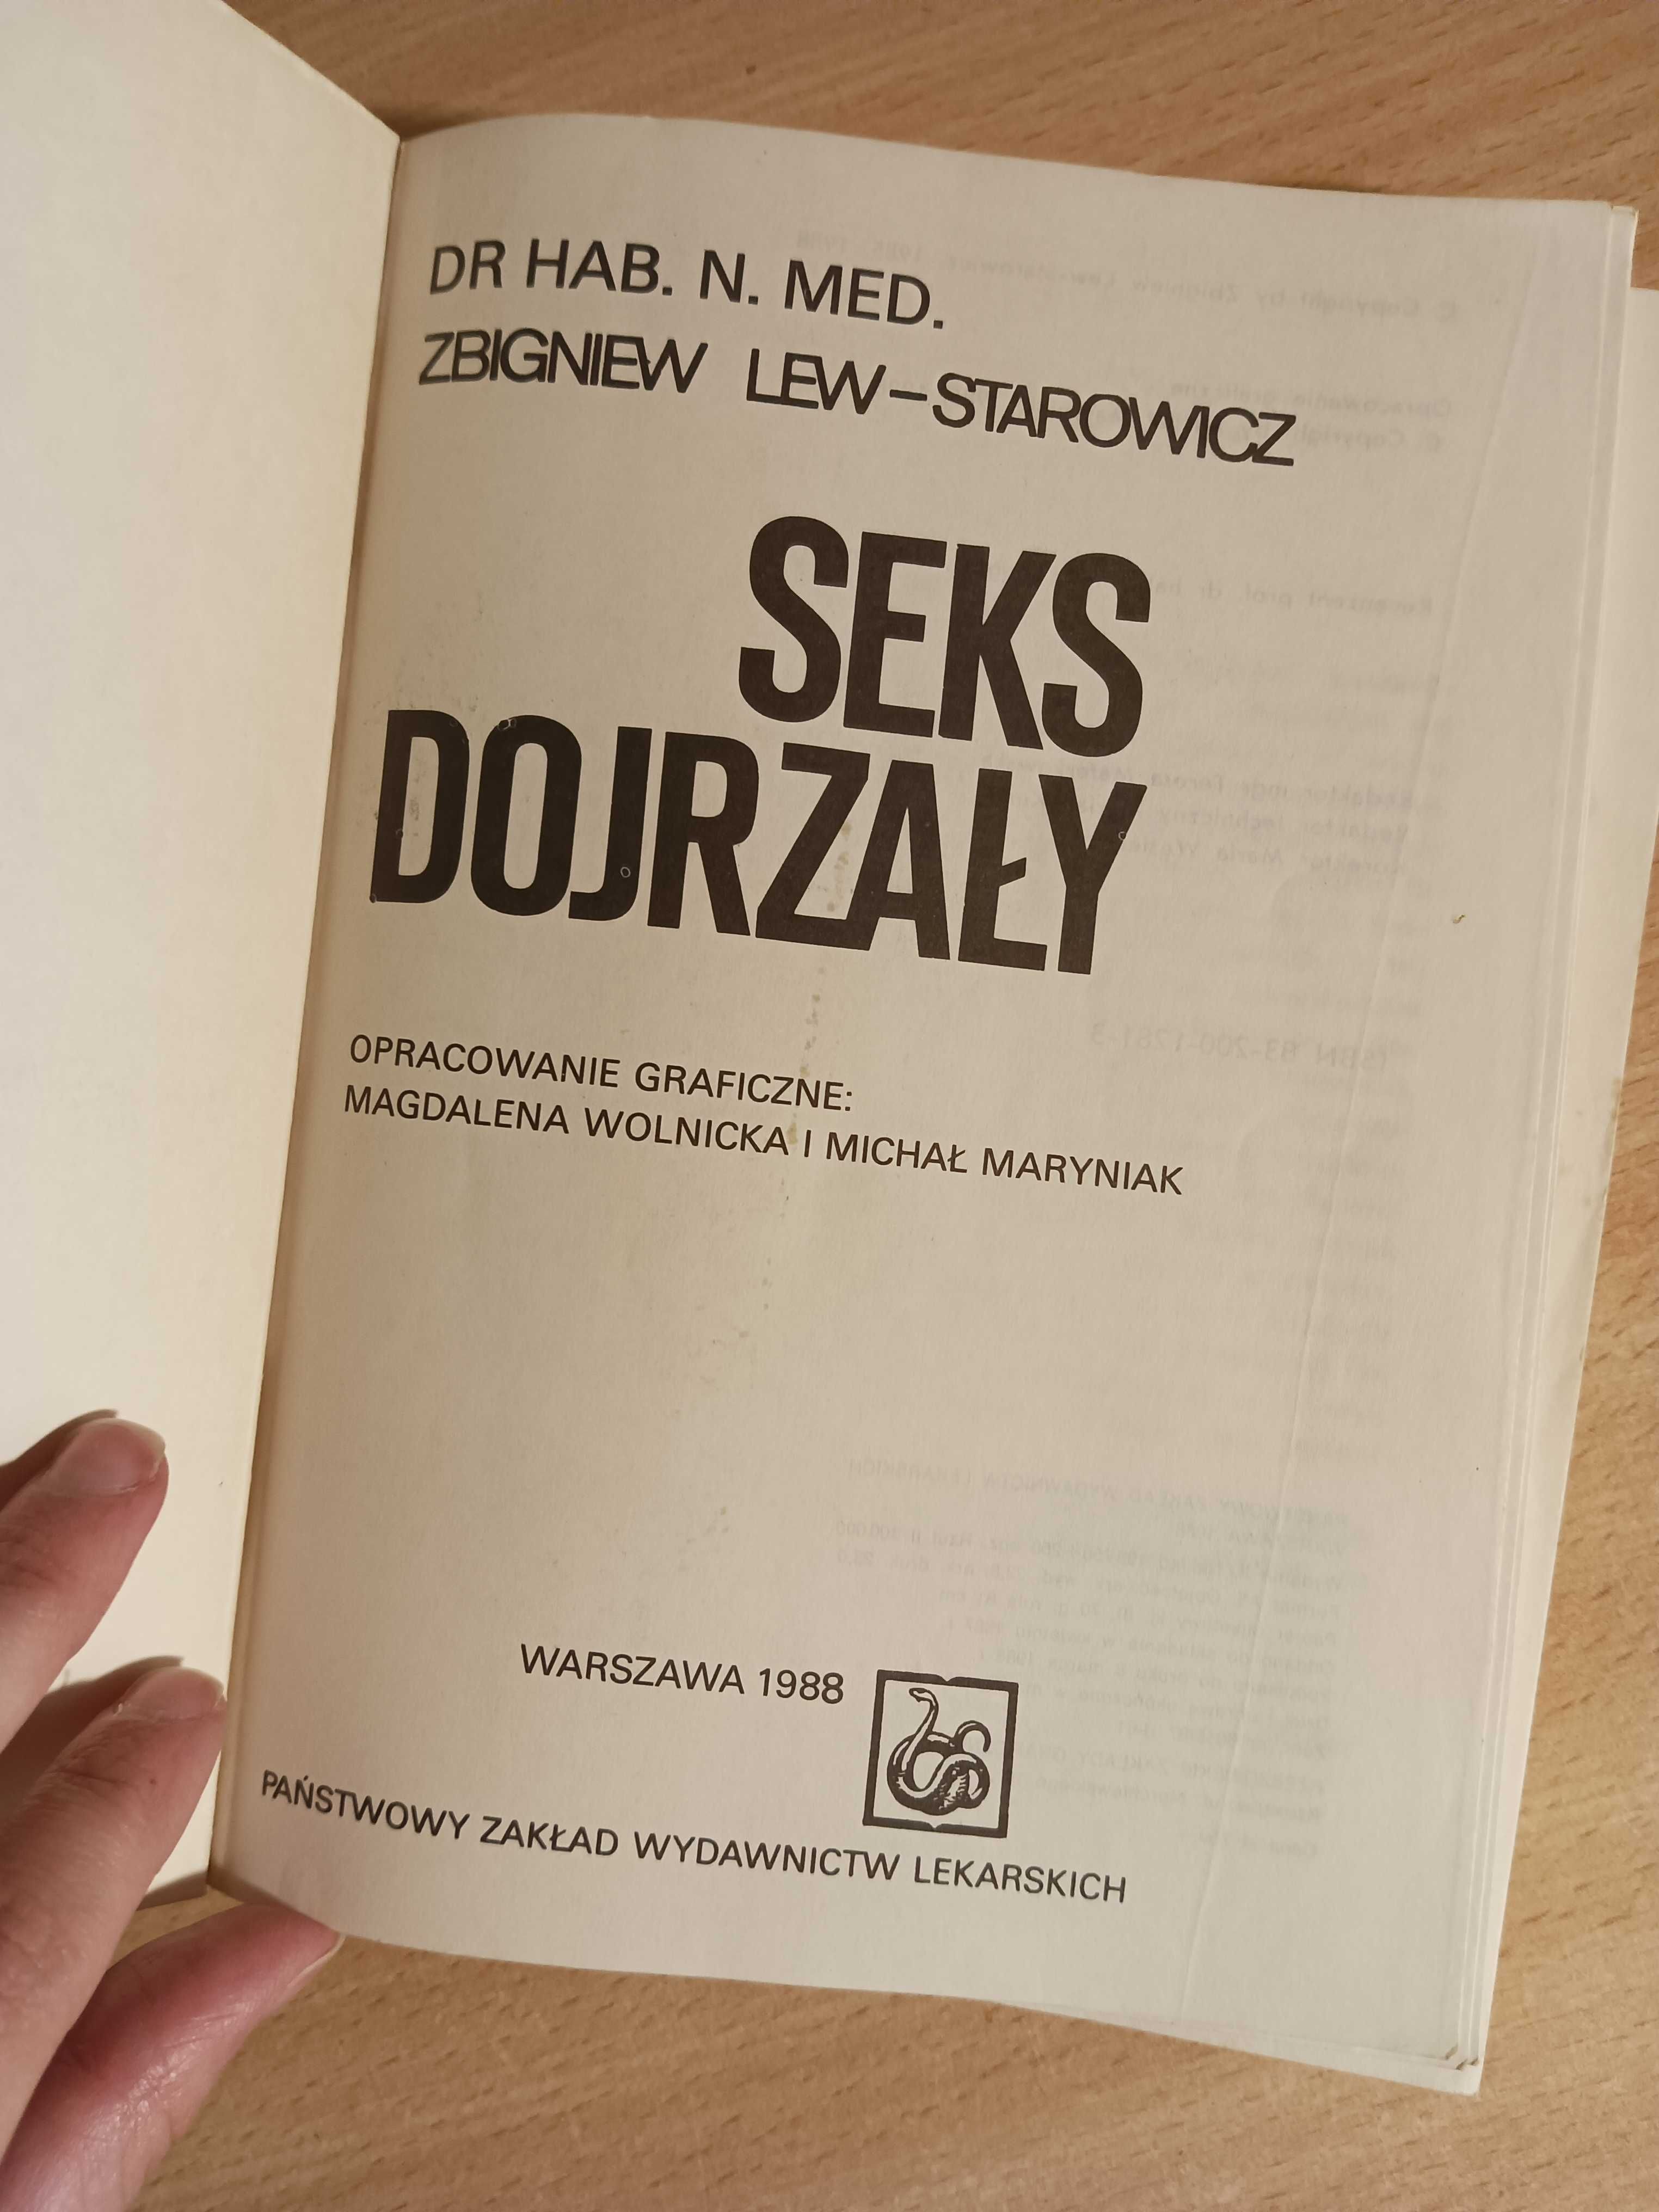 DR HAB. N. MED.
ZBIGNIEW LEW-STAROWICZ
SEKS
DOJRZAŁY
OPRACOWANIE GRAFICZNE:
MAGDALENA WOLNICKA I MICHAŁ MARYNIAK
WARSZAWA 1988
PAŃSTWOWY ZAKŁAD WYDAWNICTW LEKARSKICH